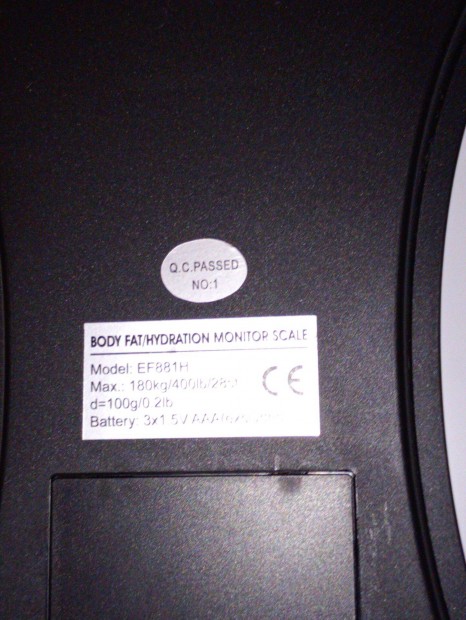 Q.C.PASSED
NO:1
BODY FAT/HYDRATION MONITOR SCALE
Model: EF881H
Max.: 180kg/400lb/28st
CE
d=100g/0.2lb
Battery: 3x1.5V AAA